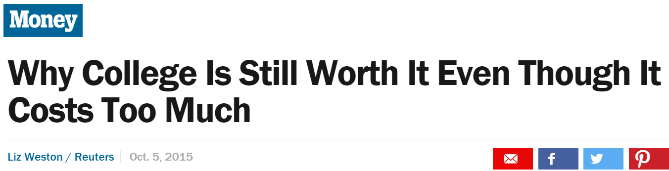 Money
Why College Is Still Worth It Even Though It
Costs Too Much
Liz Weston / Reuters | Oct. 5, 2015